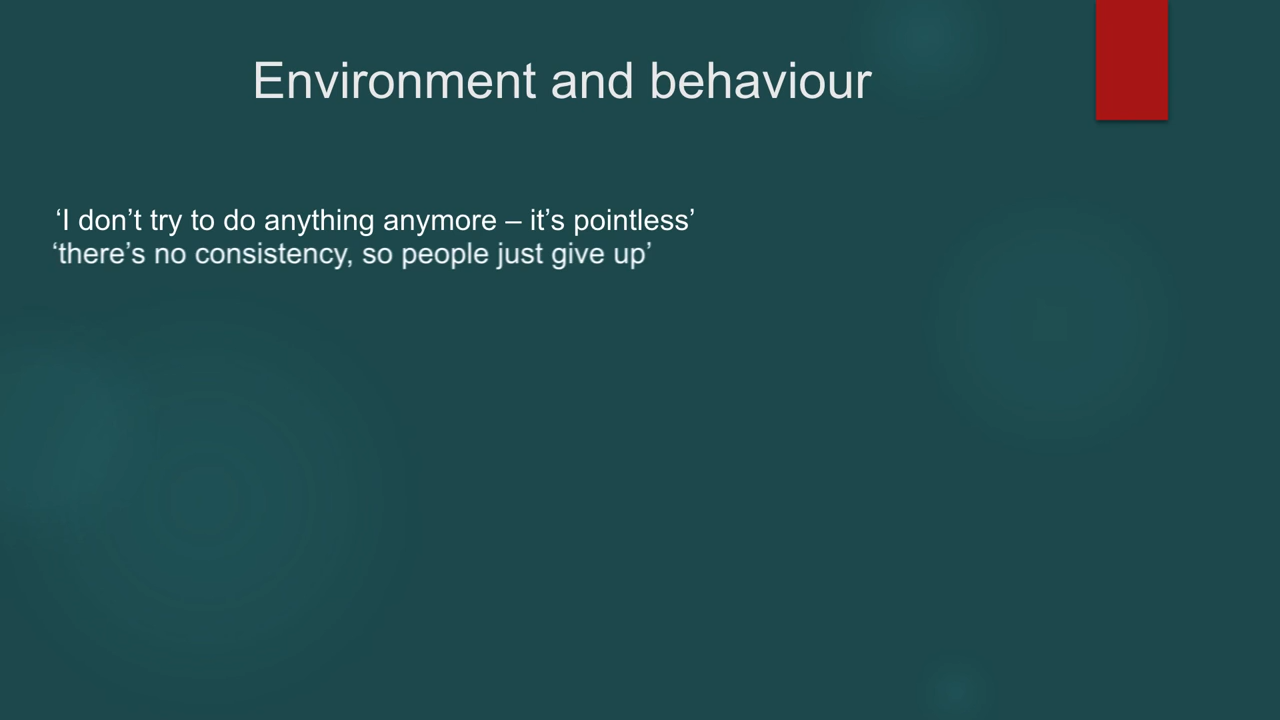 Environment and behaviour
‘I don’t try to do anything anymore – it’s pointless’
‘there’s no consistency, so people just give up’